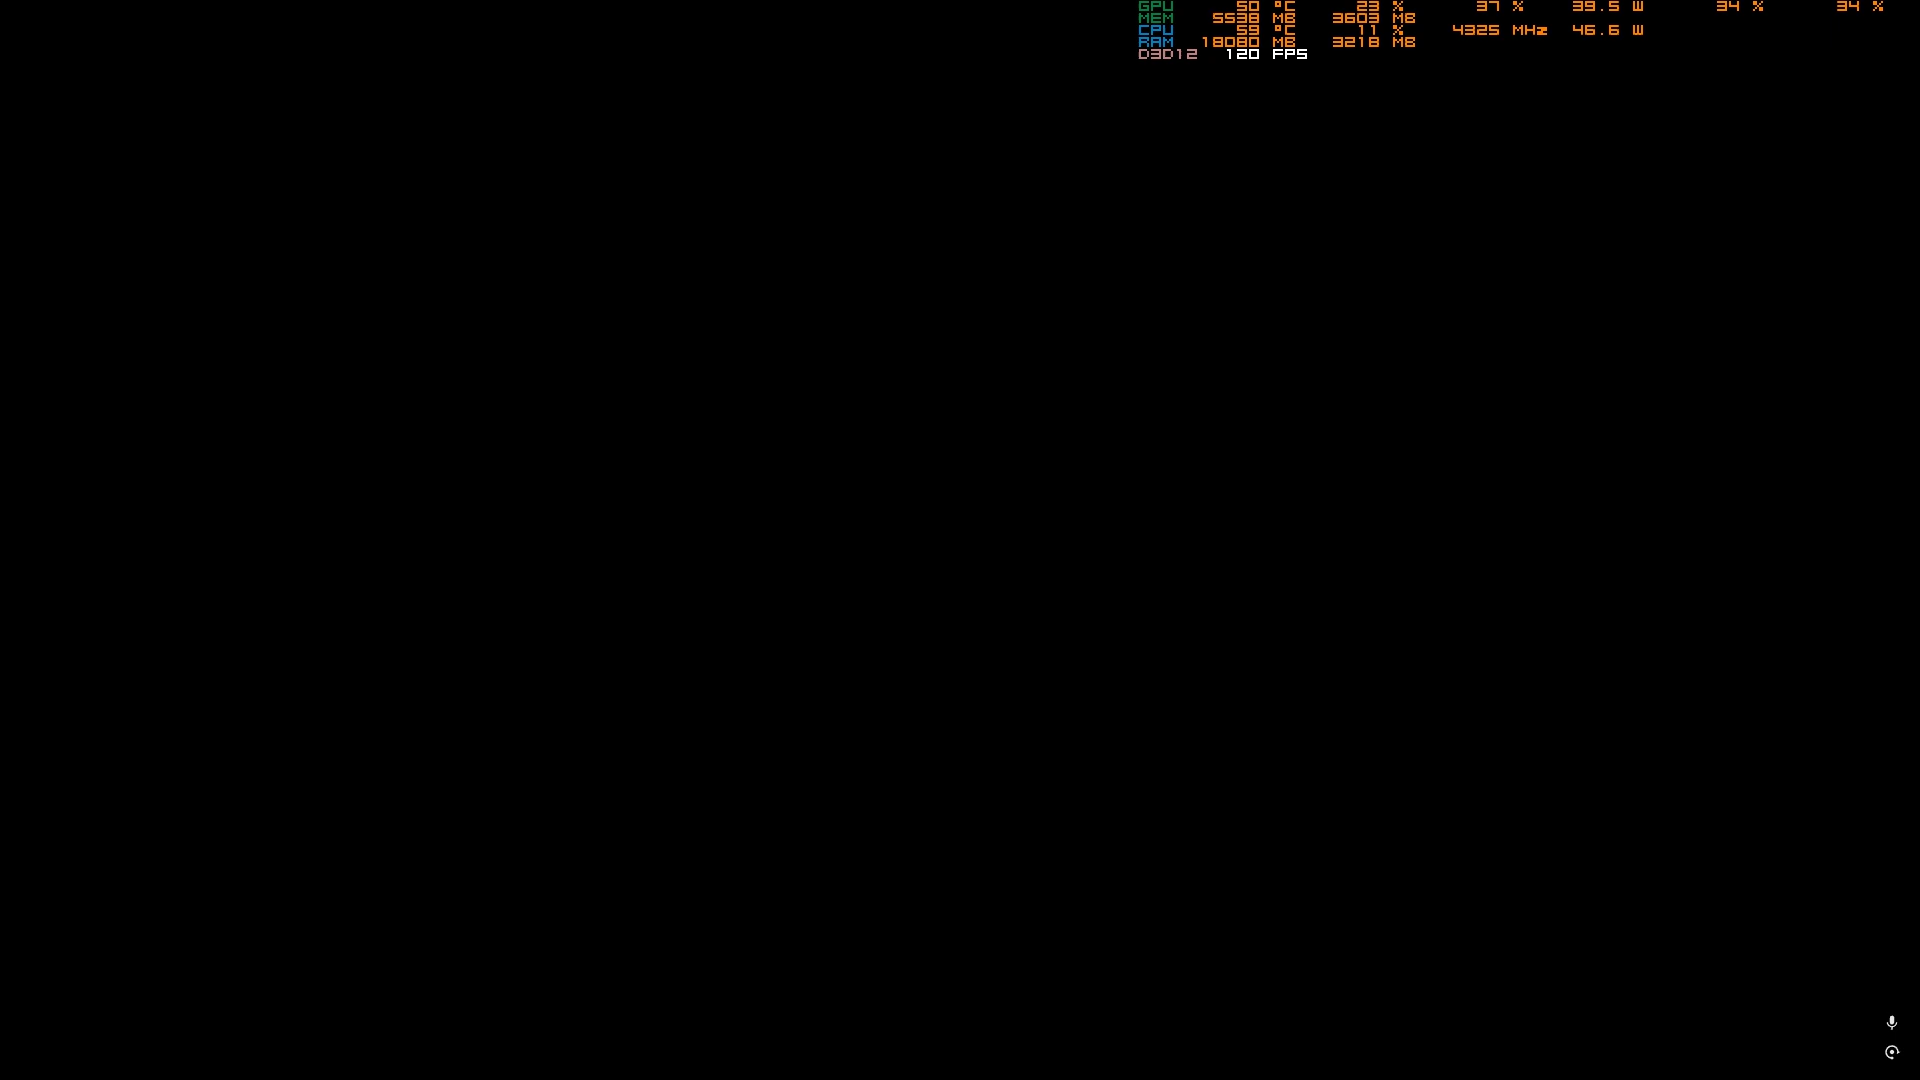 GPU 50 °C 23 % 37 % 39.5 W 34 % 34 %
MEM 5538 MB 3603 MB
CPU 59 °C 11 % 4325 MHz 46.6 W
RAM 18080 MB 3218 MB
D3D12 120 FPS